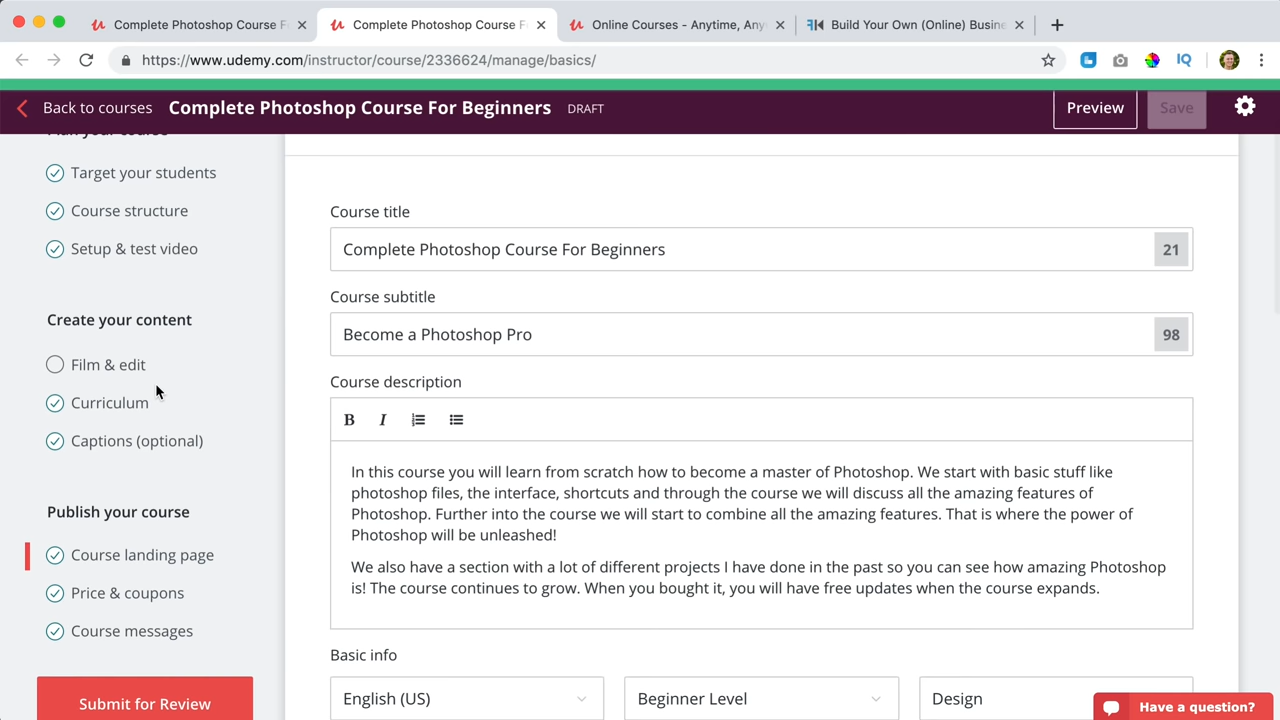 Complete Photoshop Course F
Complete Photoshop Course F
Online Courses - Anytime, Any
Build Your Own (Online) Busine
https://www.udemy.com/instructor/course/2336624/manage/basics/
IQ
Back to courses
Complete Photoshop Course For Beginners
DRAFT
Preview
Save
Target your students
Course structure
Setup & test video
Create your content
Film & edit
Curriculum
Captions (optional)
Publish your course
Course landing page
Price & coupons
Course messages
Submit for Review
Course title
Complete Photoshop Course For Beginners
21
Course subtitle
Become a Photoshop Pro
98
Course description
B I
In this course you will learn from scratch how to become a master of Photoshop. We start with basic stuff like
photoshop files, the interface, shortcuts and through the course we will discuss all the amazing features of
Photoshop. Further into the course we will start to combine all the amazing features. That is where the power of
Photoshop will be unleashed!
We also have a section with a lot of different projects I have done in the past so you can see how amazing Photoshop
is! The course continues to grow. When you bought it, you will have free updates when the course expands.
Basic info
English (US)
Beginner Level
Design
Have a question?